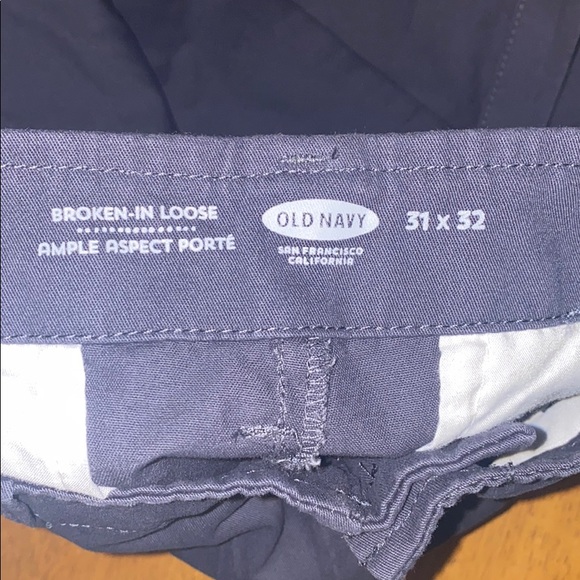 BROKEN-IN LOOSE
AMPLE ASPECT PORTÉ
OLD NAVY
SAN FRANCISCO
CALIFORNIA
31 x 32